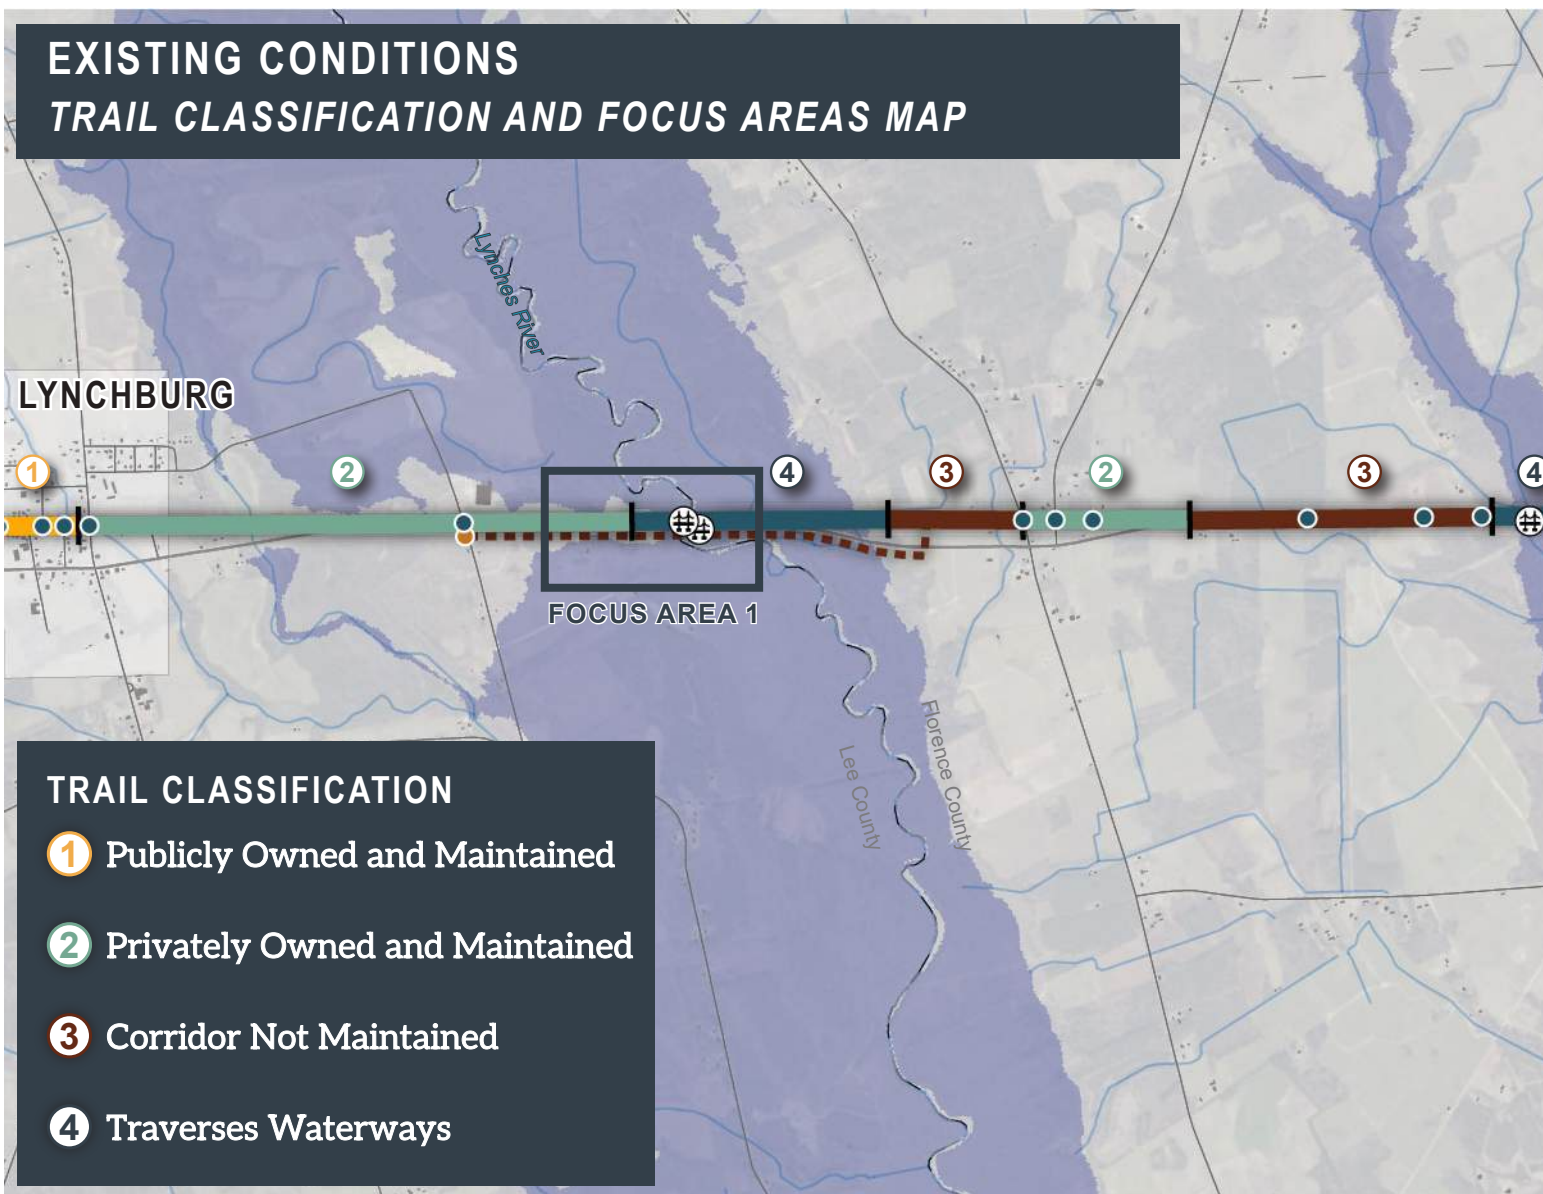 EXISTING CONDITIONS
TRAIL CLASSIFICATION AND FOCUS AREAS MAP
Lynches River
LYNCHBURG
1
2
4
3
2
3
4
FOCUS AREA 1
Lee County
Florence County
TRAIL CLASSIFICATION
1 Publicly Owned and Maintained
2 Privately Owned and Maintained
3 Corridor Not Maintained
4 Traverses Waterways